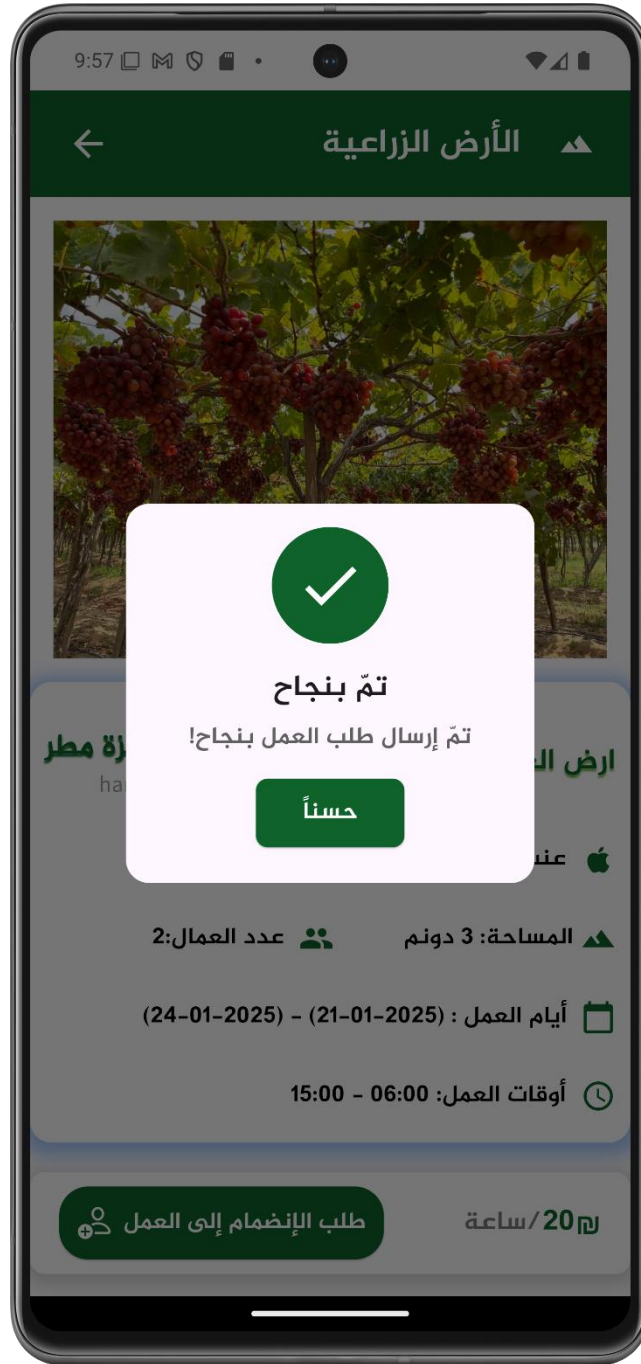 9:57
الأرض الزراعية
تمّ بنجاح
تمّ إرسال طلب العمل بنجاح!
حسناً
ارض مطر
المساحة: 3 دونم عدد العمال:2
أيام العمل : (21-01-2025) - (24-01-2025)
أوقات العمل: 06:00 - 15:00
₪20/ساعة طلب الإنضمام إلى العمل